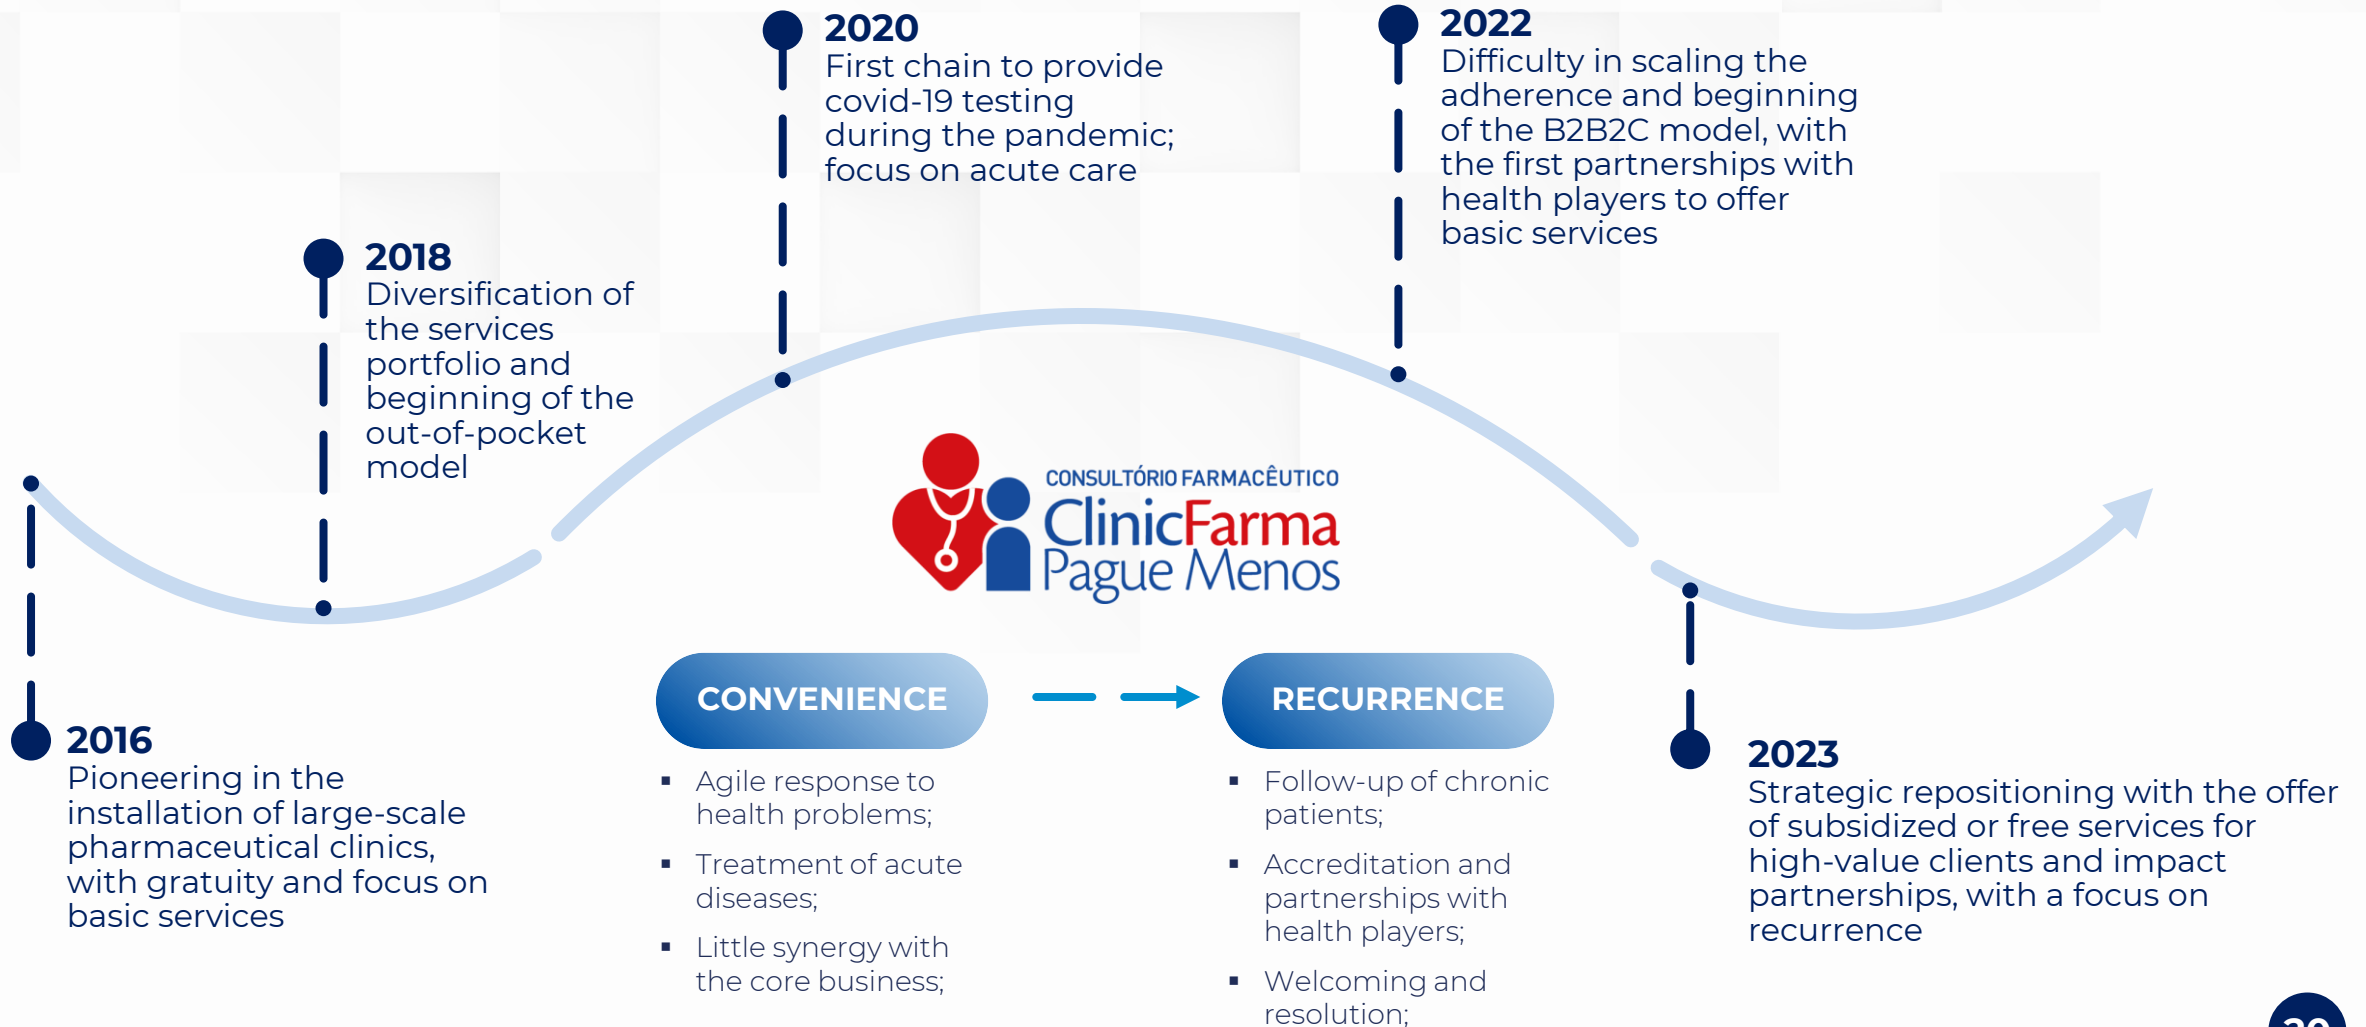 2020
First chain to provide
covid-19 testing
during the pandemic;
focus on acute care
2022
Difficulty in scaling the
adherence and beginning
of the B2B2C model, with
the first partnerships with
health players to offer
basic services
2018
Diversification of
the services
portfolio and
beginning of the
out-of-pocket
model
CONSULTÓRIO FARMACÊUTICO
ClinicFarma
Pague Menos
2016
Pioneering in the
installation of large-scale
pharmaceutical clinics,
with gratuity and focus on
basic services
CONVENIENCE
▪ Agile response to
health problems;
▪ Treatment of acute
diseases;
▪ Little synergy with
the core business;
RECURRENCE
▪ Follow-up of chronic
patients;
▪ Accreditation and
partnerships with
health players;
▪ Welcoming and
resolution;
2023
Strategic repositioning with the offer
of subsidized or free services for
high-value clients and impact
partnerships, with a focus on
recurrence